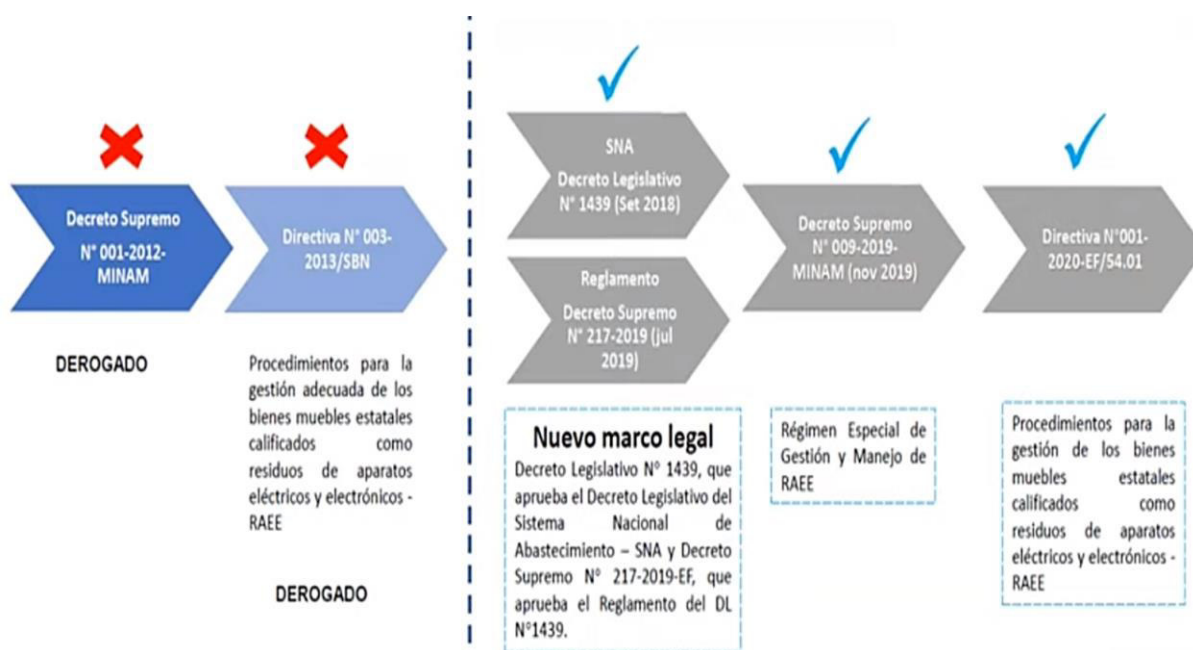 Decreto Supremo
N° 001-2012-
MINAM
DEROGADO
Directiva N° 003-
2013/SBN
Procedimientos para la
gestión adecuada de los
bienes muebles estatales
calificados como
residuos de aparatos
eléctricos y electrónicos -
RAEE
DEROGADO
SNA
Decreto Legislativo
N° 1439 (Set 2018)
Reglamento
Decreto Supremo
N° 217-2019 (jul
2019)
Nuevo marco legal
Decreto Legislativo N° 1439, que
aprueba el Decreto Legislativo del
Sistema Nacional de
Abastecimiento – SNA y Decreto
Supremo N° 217-2019-EF, que
aprueba el Reglamento del DL
N°1439.
Decreto Supremo
N° 009-2019-
MINAM (nov 2019)
Régimen Especial de
Gestión y Manejo de
RAEE
Directiva N°001-
2020-EF/54.01
Procedimientos para la
gestión de los bienes
muebles estatales
calificados como
residuos de aparatos
eléctricos y electrónicos -
RAEE